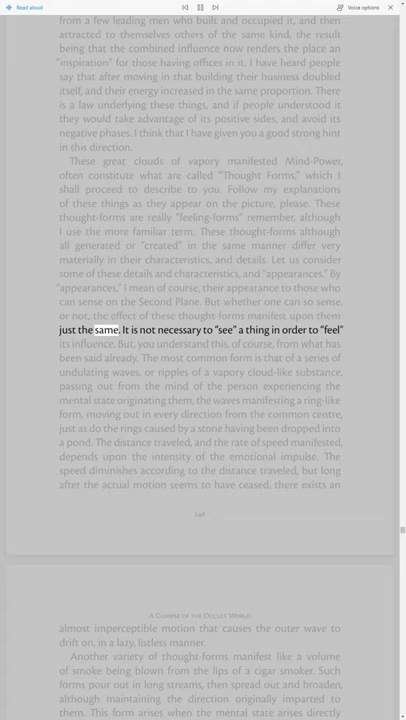 Read aloud
Voice options
from a few leading men who built and occupied it, and then
attracted to themselves others of the same kind, the result
being that the combined influence now renders the place an
“inspiration” for those having offices in it. I have heard people
say that after moving in that building their business doubled
itself, and their energy increased in the same proportion. There
is a law underlying these things, and if people understood it
they would take advantage of its positive sides, and avoid its
negative phases. I think that I have given you a good strong hint
in this direction.
These great clouds of vapory manifested Mind-Power,
often constitute what are called “Thought Forms,” which I
shall proceed to describe to you. Follow my explanations
of these things as they appear on the picture, please. These
thought-forms are really “feeling-forms” remember, although
I use the more familiar term. These thought-forms although
all generated or “created” in the same manner differ very
materially in their characteristics, and details. Let us consider
some of these details and characteristics, and “appearances.” By
“appearances,” I mean of course, their appearance to those who
can sense on the Second Plane. But whether one can so sense,
or not, the effect of these thought-forms manifest upon them
just the same. It is not necessary to “see” a thing in order to “feel”
its influence. But, you understand this, of course, from what has
been said already. The most common form is that of a series of
undulating waves, or ripples of a vapory cloud-like substance,
passing out from the mind of the person experiencing the
mental state originating them, the waves manifesting a ring-like
form, moving out in every direction from the common centre,
just as do the rings caused by a stone having been dropped into
a pond. The distance traveled, and the rate of speed manifested,
depends upon the intensity of the emotional impulse. The
speed diminishes according to the distance traveled, but long
after the actual motion seems to have ceased, there exists an
A Glimpse of the Occult World.
almost imperceptible motion that causes the outer wave to
drift on, in a lazy, listless manner.
Another variety of thought-forms manifest like a volume
of smoke being blown from the lips of a cigar smoker. Such
forms pour out in long streams, then spread out and broaden,
although maintaining the direction originally imparted to
them. This form arises when the mental state arises directly